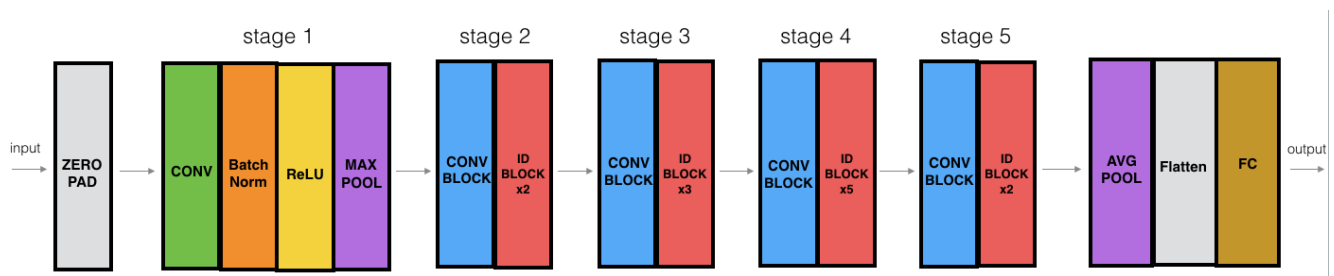 stage 1
stage 2
stage 3
stage 4
stage 5
input
ZERO
PAD
CONV
Batch
Norm
ReLU
MAX
POOL
CONV
BLOCK
ID
BLOCK
x2
CONV
BLOCK
ID
BLOCK
x3
CONV
BLOCK
ID
BLOCK
x5
CONV
BLOCK
ID
BLOCK
x2
AVG
POOL
Flatten
FC
output